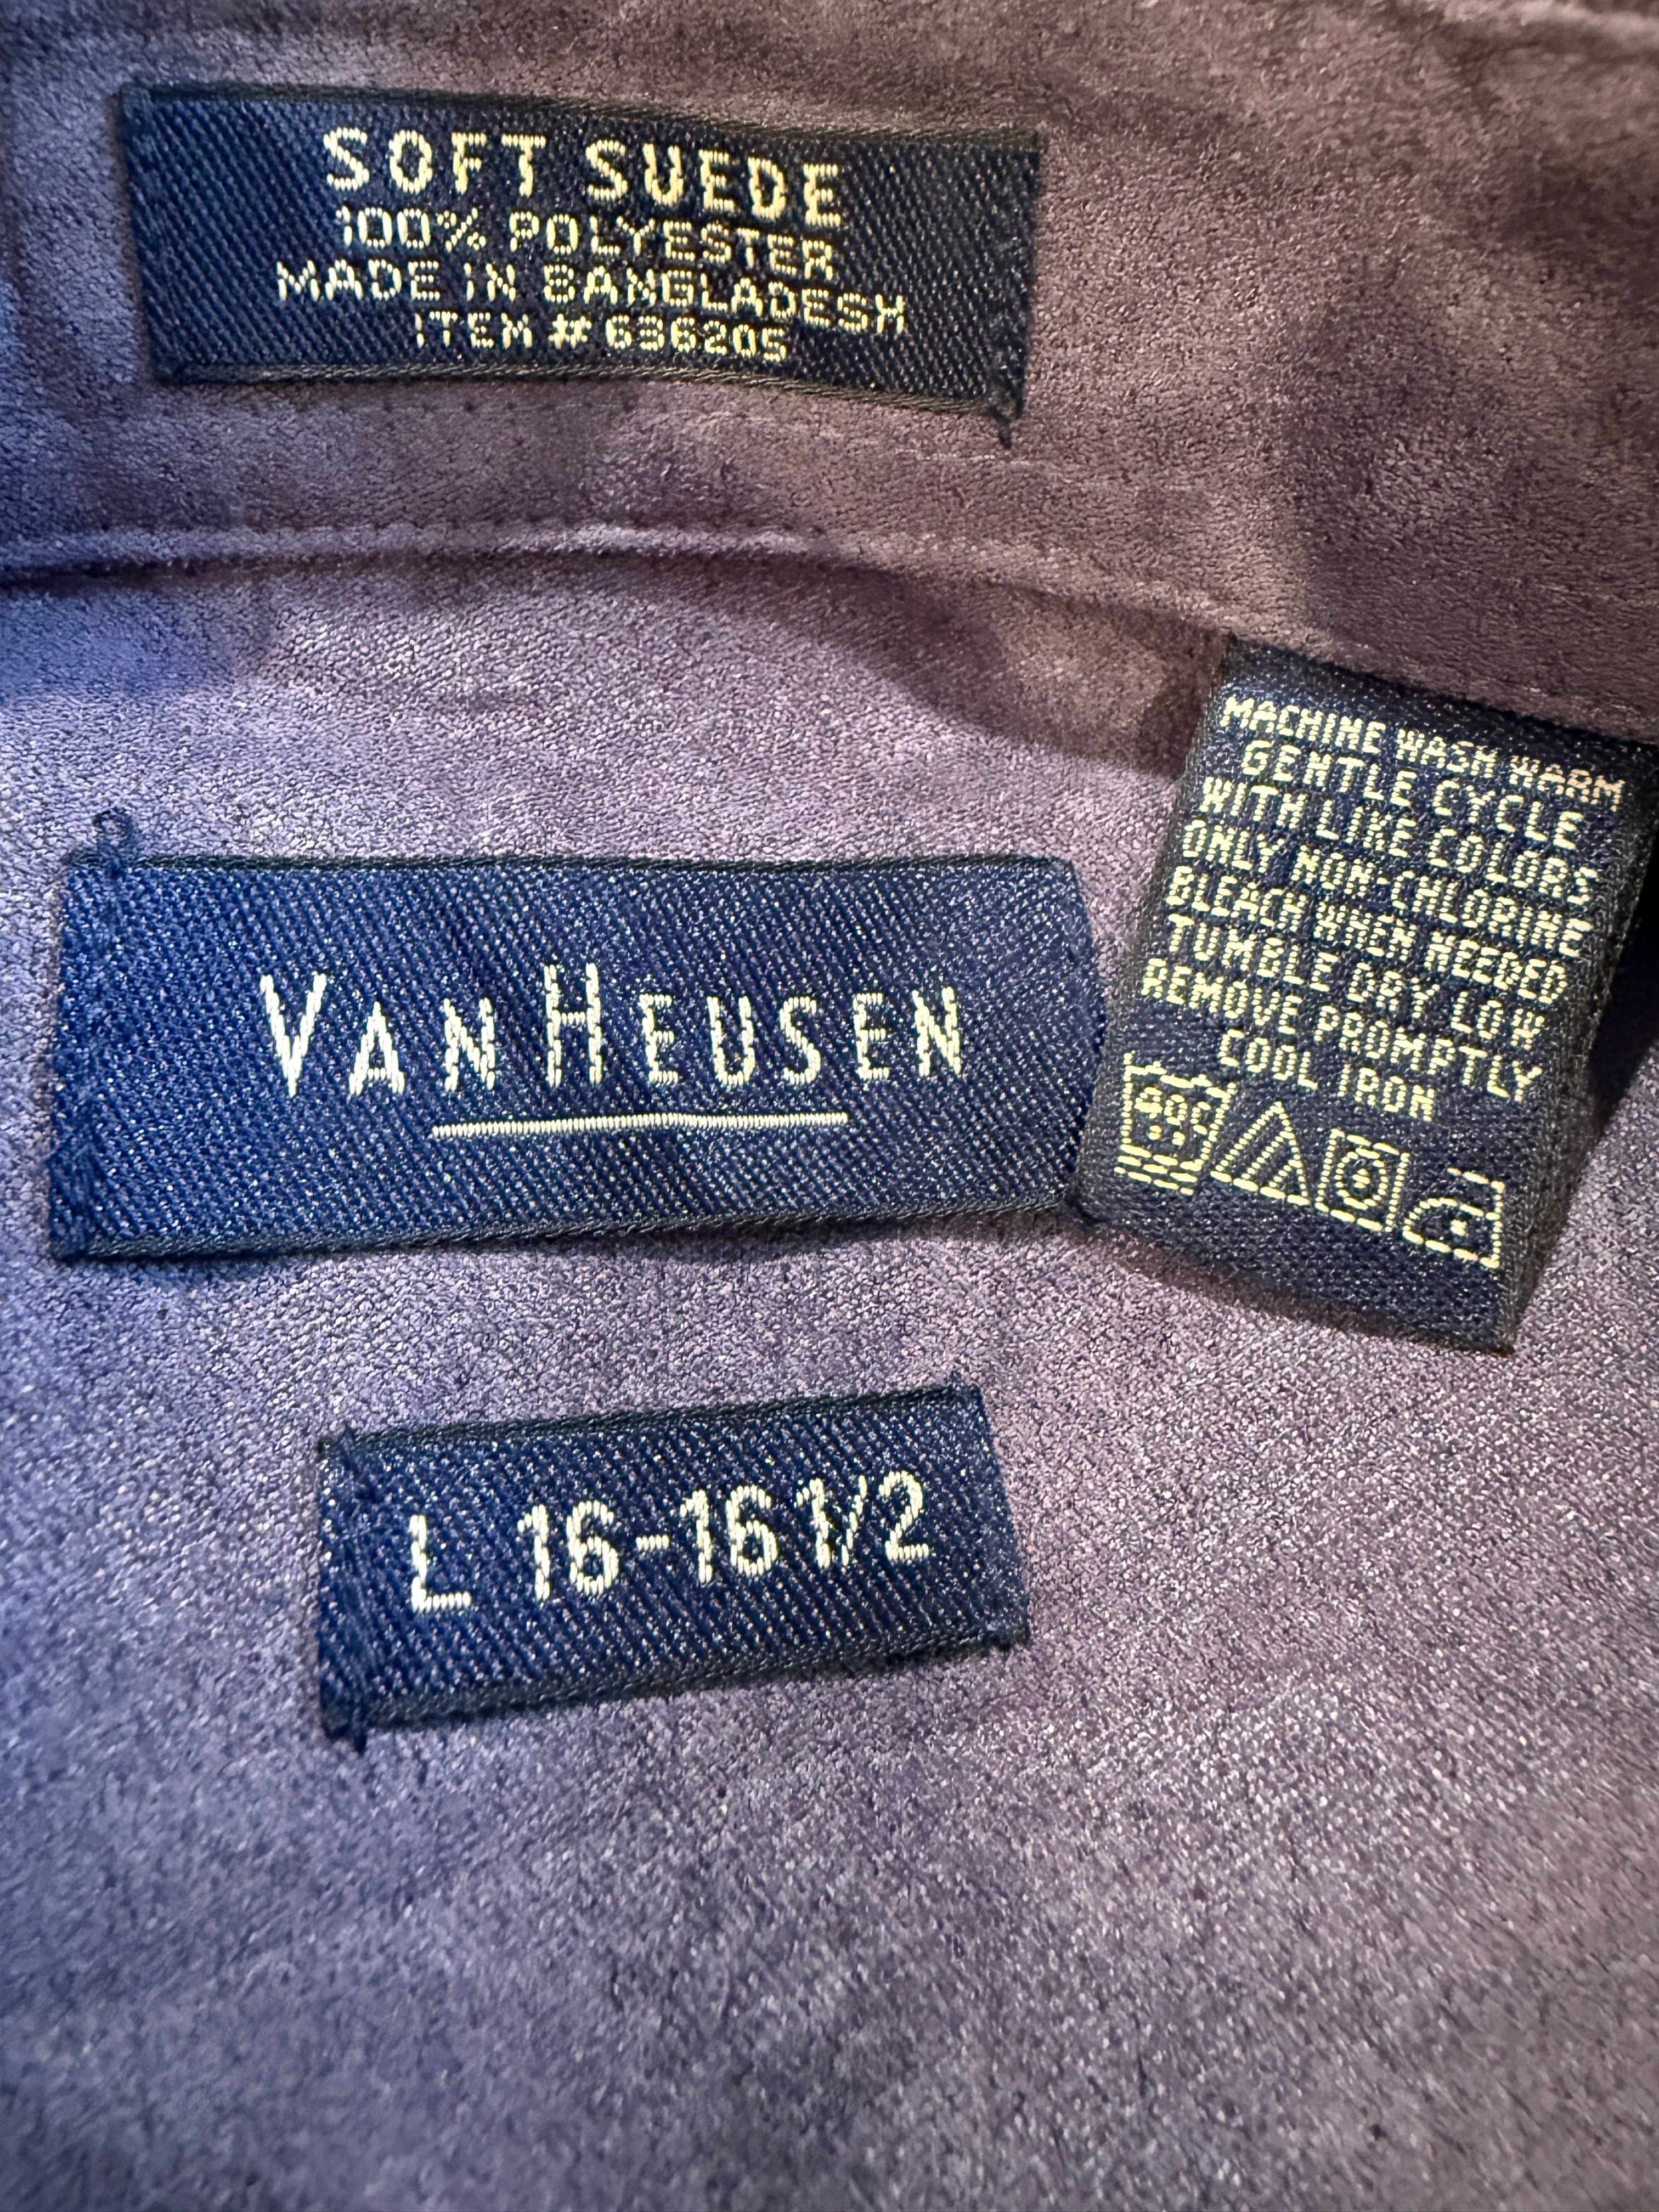 SOFT SUEDE
100% POLYESTER
MADE IN BANGLADESH
ITEM #636205
VANHEUSEN
L 16-16 1/2
MACHINE WASH WARM
GENTLE CYCLE
WITH LIKE COLORS
ONLY NON-CHLORINE
BLEACH WHEN NEEDED
TUMBLE DRY LOW
REMOVE PROMPTLY
COOL IRON